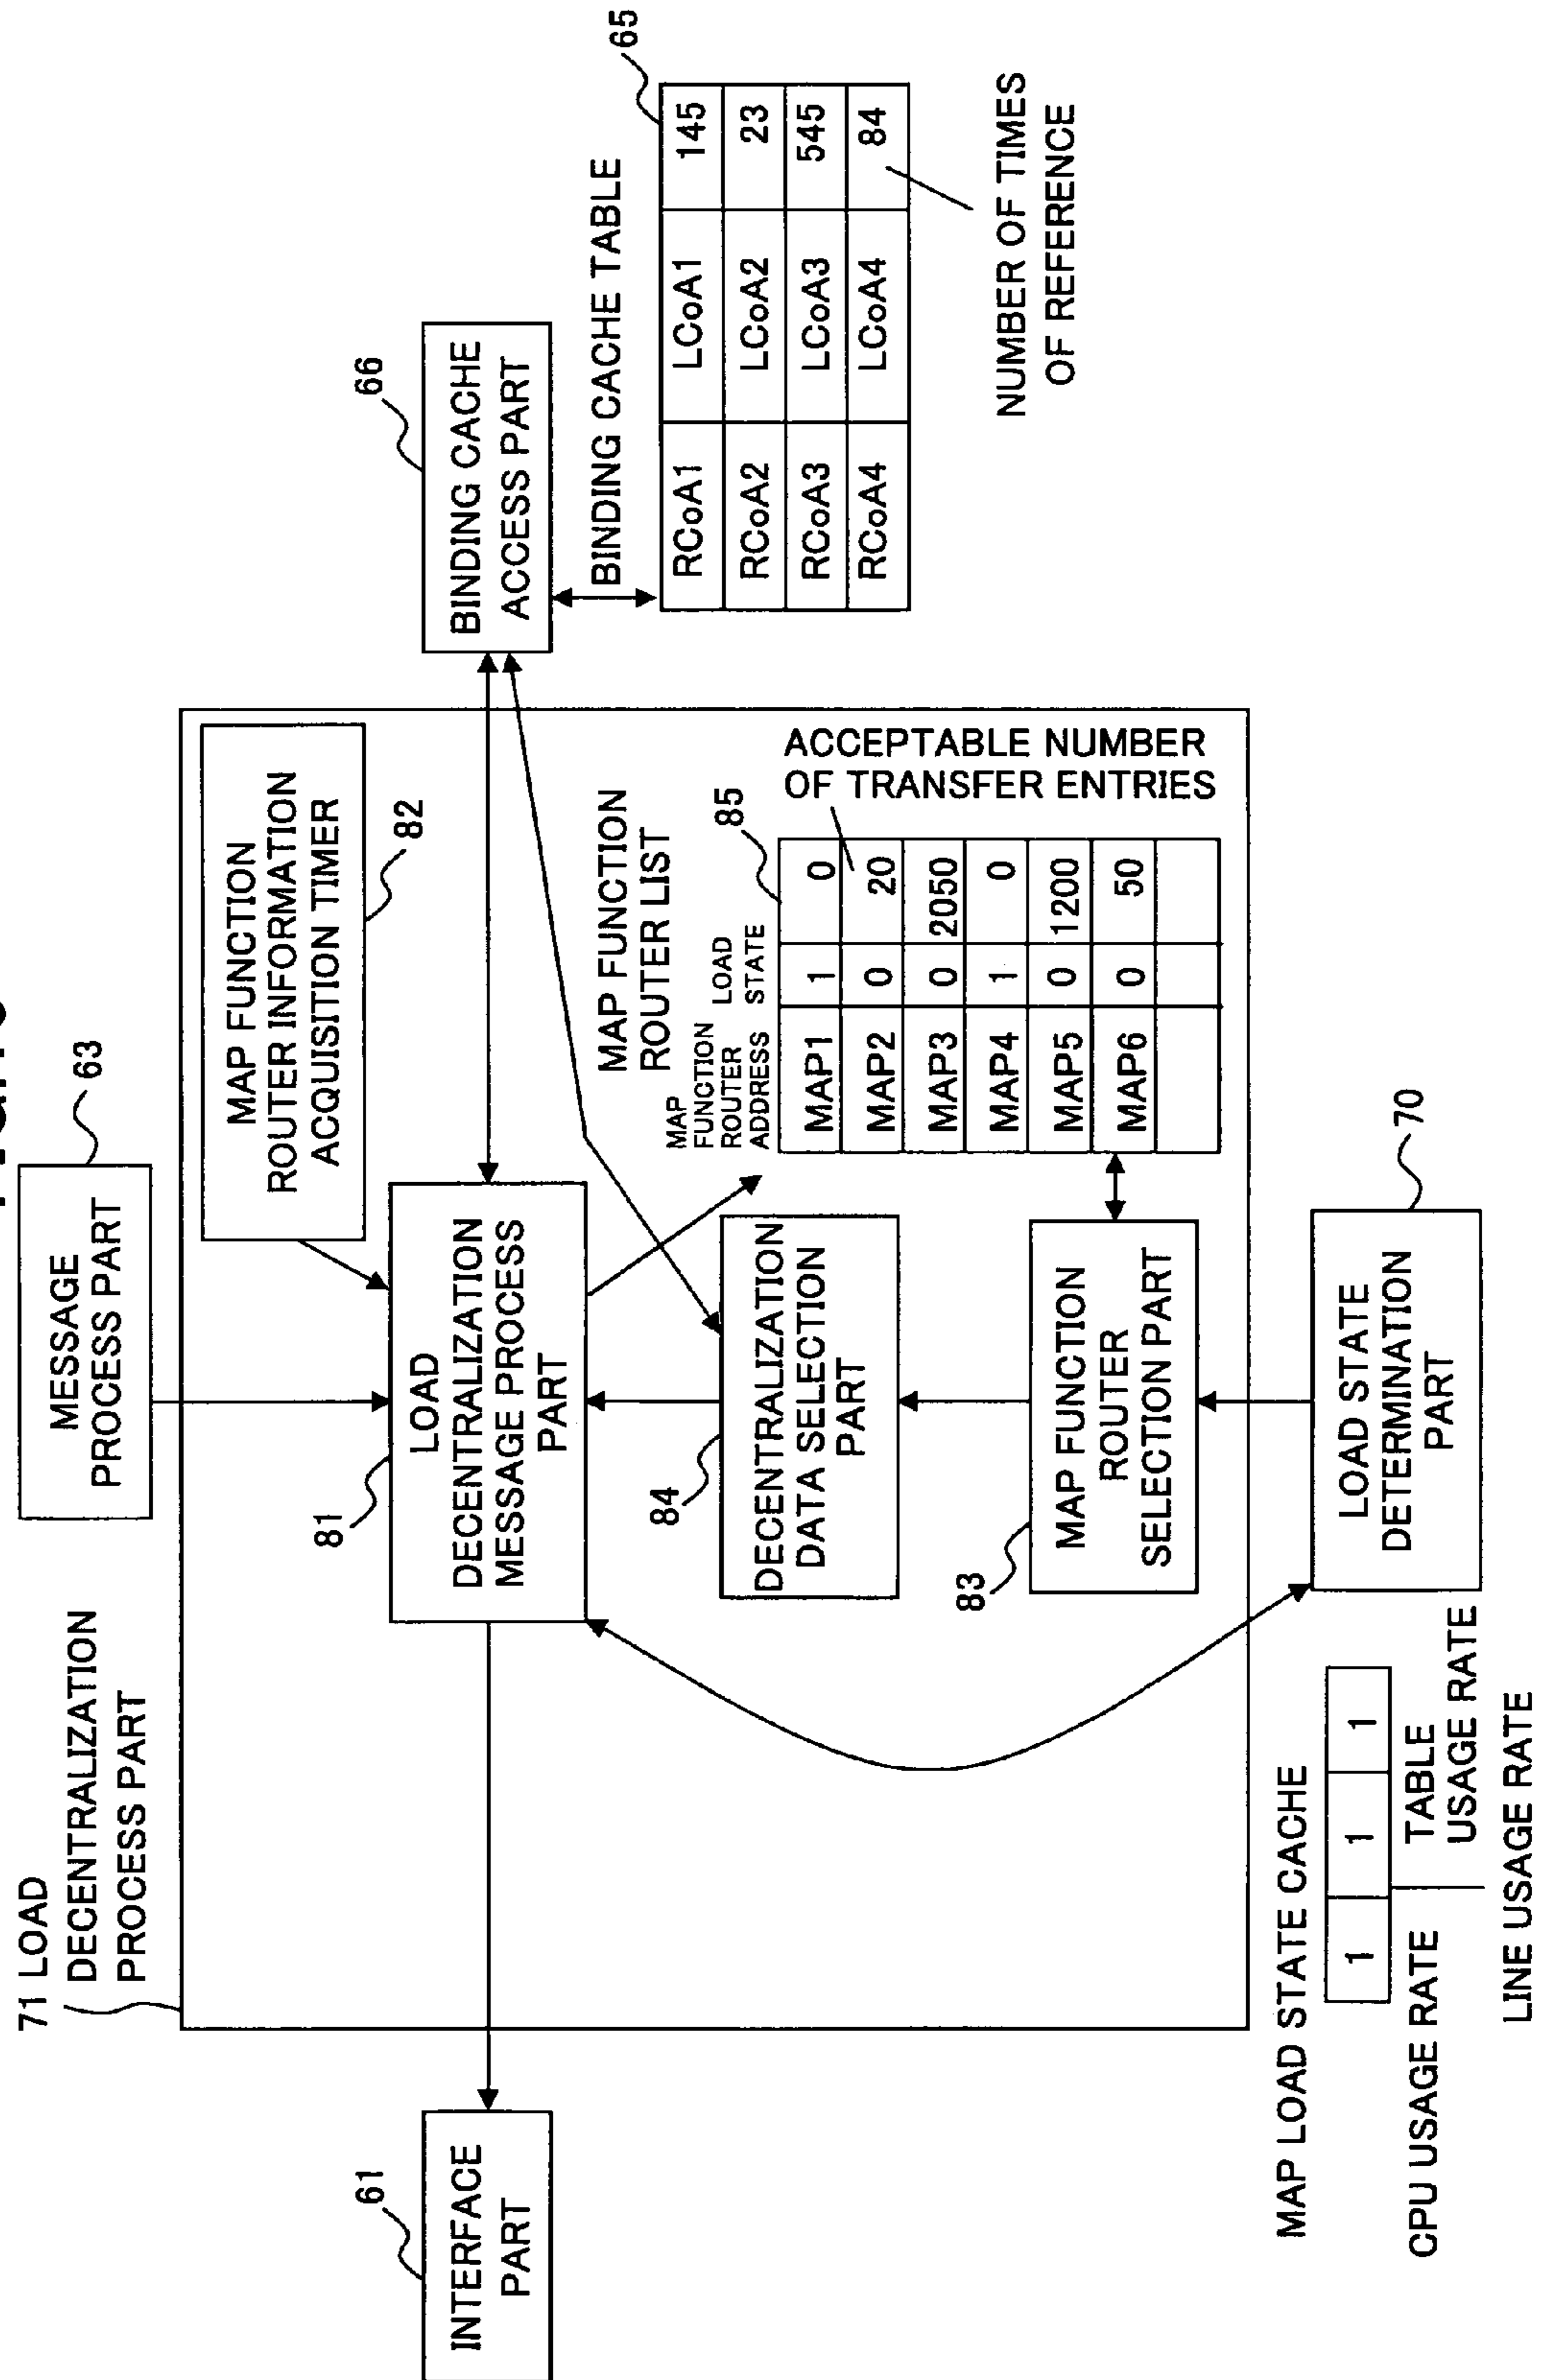 63
MESSAGE
PROCESS PART
71 LOAD
DECENTRALIZATION
PROCESS PART
MAP FUNCTION
ROUTER INFORMATION
ACQUISITION TIMER
82
61
INTERFACE
PART
81
LOAD
DECENTRALIZATION
MESSAGE PROCESS
PART
66
BINDING CACHE
ACCESS PART
BINDING CACHE TABLE
65
RCoA1 LCoA1 145
RCoA2 LCoA2 23
RCoA3 LCoA3 545
RCoA4 LCoA4 84
NUMBER OF TIMES
OF REFERENCE
84
DECENTRALIZATION
DATA SELECTION
PART
MAP FUNCTION
ROUTER LIST
85
ACCEPTABLE NUMBER
OF TRANSFER ENTRIES
MAP
FUNCTION
ROUTER
ADDRESS
LOAD
STATE
MAP1 1 0
MAP2 0 20
MAP3 0 2050
MAP4 1 0
MAP5 0 1200
MAP6 0 50
83
MAP FUNCTION
ROUTER
SELECTION PART
70
LOAD STATE
DETERMINATION
PART
MAP LOAD STATE CACHE
1 1 1
CPU USAGE RATE
TABLE
USAGE RATE
LINE USAGE RATE